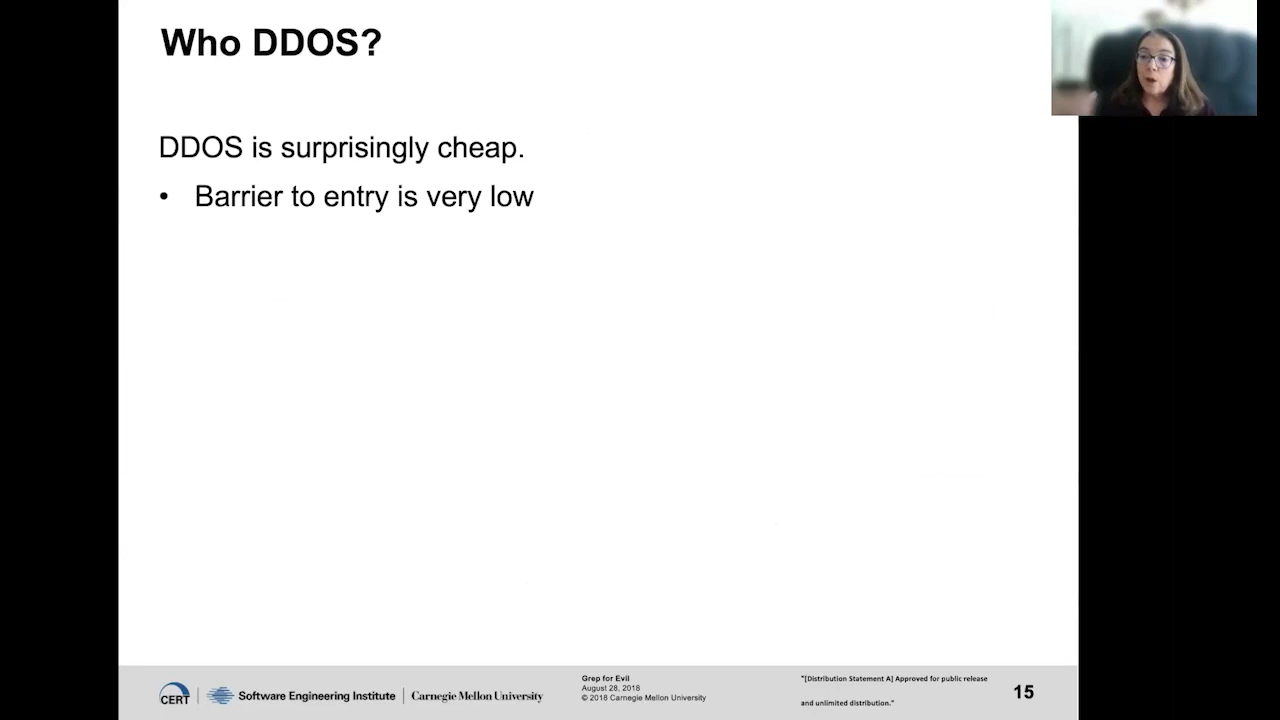 Who DDOS?
DDOS is surprisingly cheap.
• Barrier to entry is very low
CERT
Software Engineering Institute
Carnegie Mellon University
Grep for Evil
August 28, 2018
© 2018 Carnegie Mellon University
"[Distribution Statement A] Approved for public release
and unlimited distribution."
15